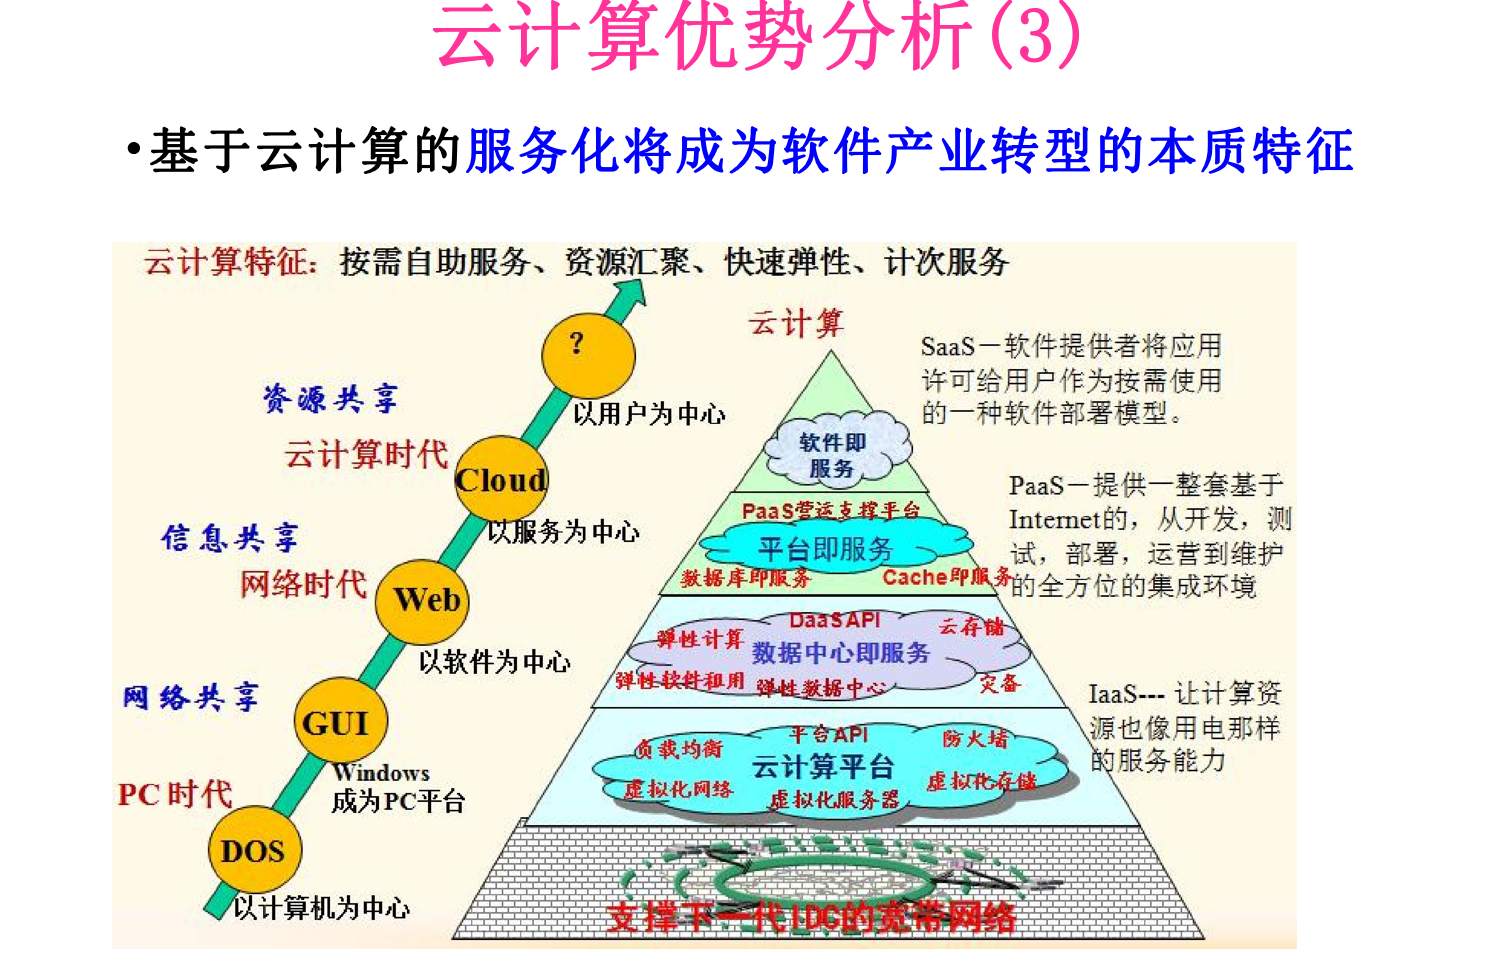 云计算优势分析(3)
•基于云计算的服务化将成为软件产业转型的本质特征
云计算特征：按需自助服务、资源汇聚、快速弹性、计次服务
?
以用户为中心
资源共享
云计算时代
Cloud
以服务为中心
信息共享
网络时代
Web
以软件为中心
网络共享
GUI
Windows
成为PC平台
PC时代
DOS
以计算机为中心
云计算
软件即
服务
PaaS营运支撑平台
平台即服务
数据库即服务
Cache即服务
DaaSAPI
弹性计算
云存储
数据中心即服务
弹性软件租用
弹性数据中心
灾备
平台API
负载均衡
防火墙
云计算平台
虚拟化网络
虚拟化服务器
虚拟化存储
支撑下一代IDC的宽带网络
SaaS－软件提供者将应用
许可给用户作为按需使用
的一种软件部署模型。
PaaS－提供一整套基于
Internet的，从开发，测
试，部署，运营到维护
的全方位的集成环境
IaaS--- 让计算资
源也像用电那样
的服务能力